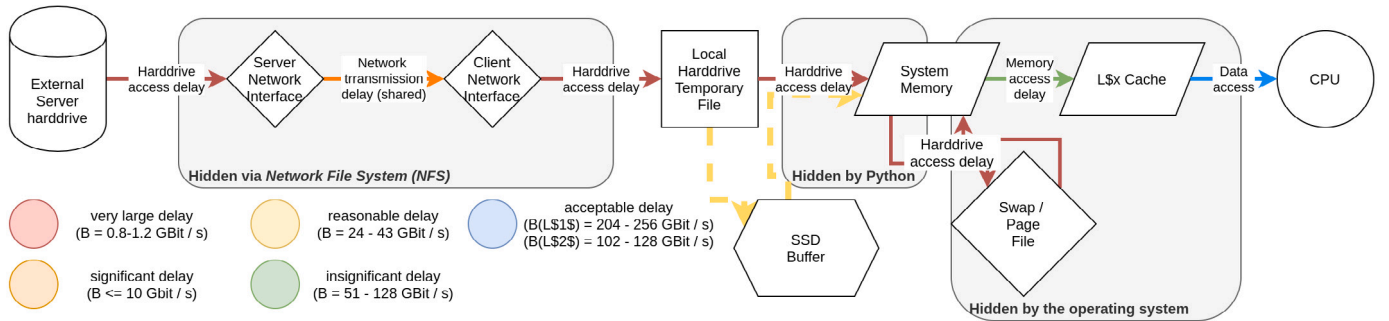 External
Server
harddrive
Harddrive
access delay
Server
Network
Interface
Network
trrnasmission
delay (shared)
Client
Network
Interface
Harddrive
access delay
Hidden via Network File System (NFS)
Local
Harddrive
Temporary
File
Harddrive
access delay
System
Memory
Hidden by Python
Memory
access
delay
L$x Cache
Data
access
CPU
Harddrive
access delay
Swap /
Page
File
Hidden by the operating system
SSD
Buffer
very large delay
(B = 0.8-1.2 GBit / s)
reasonable delay
(B = 24 - 43 GBit / s)
acceptable delay
(B(L$1$) = 204 - 256 GBit / s)
(B(L$2$) = 102 - 128 GBit / s)
significant delay
(B <= 10 Gbit / s)
insignificant delay
(B = 51 - 128 GBit / s)